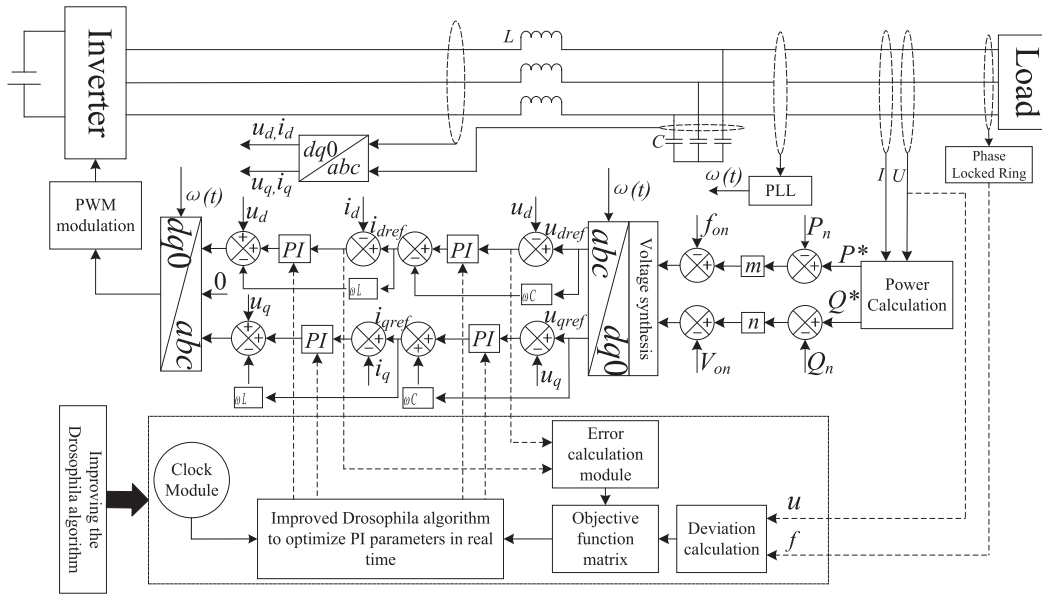 Inverter
L
Load
C
I
U
Phase
Locked Ring
u_d,i_d
dq0
abc
u_q,i_q
ω(t)
PLL
PWM
modulation
ω(t)
u_d
i_d
i_dref
u_d
u_dref
ω(t)
f_on
P_n
P*
dq0
abc
PI
PI
abc
dq0
Voltage synthesis
m
Power
Calculation
0
ωL
ωC
Q*
u_q
i_qref
u_qref
n
PI
PI
i_q
u_q
V_on
Q_n
ωL
ωC
Improving the
Drosophila algorithm
Clock
Module
Error
calculation
module
Improved Drosophila algorithm
to optimize PI parameters in real
time
Objective
function
matrix
Deviation
calculation
u
f